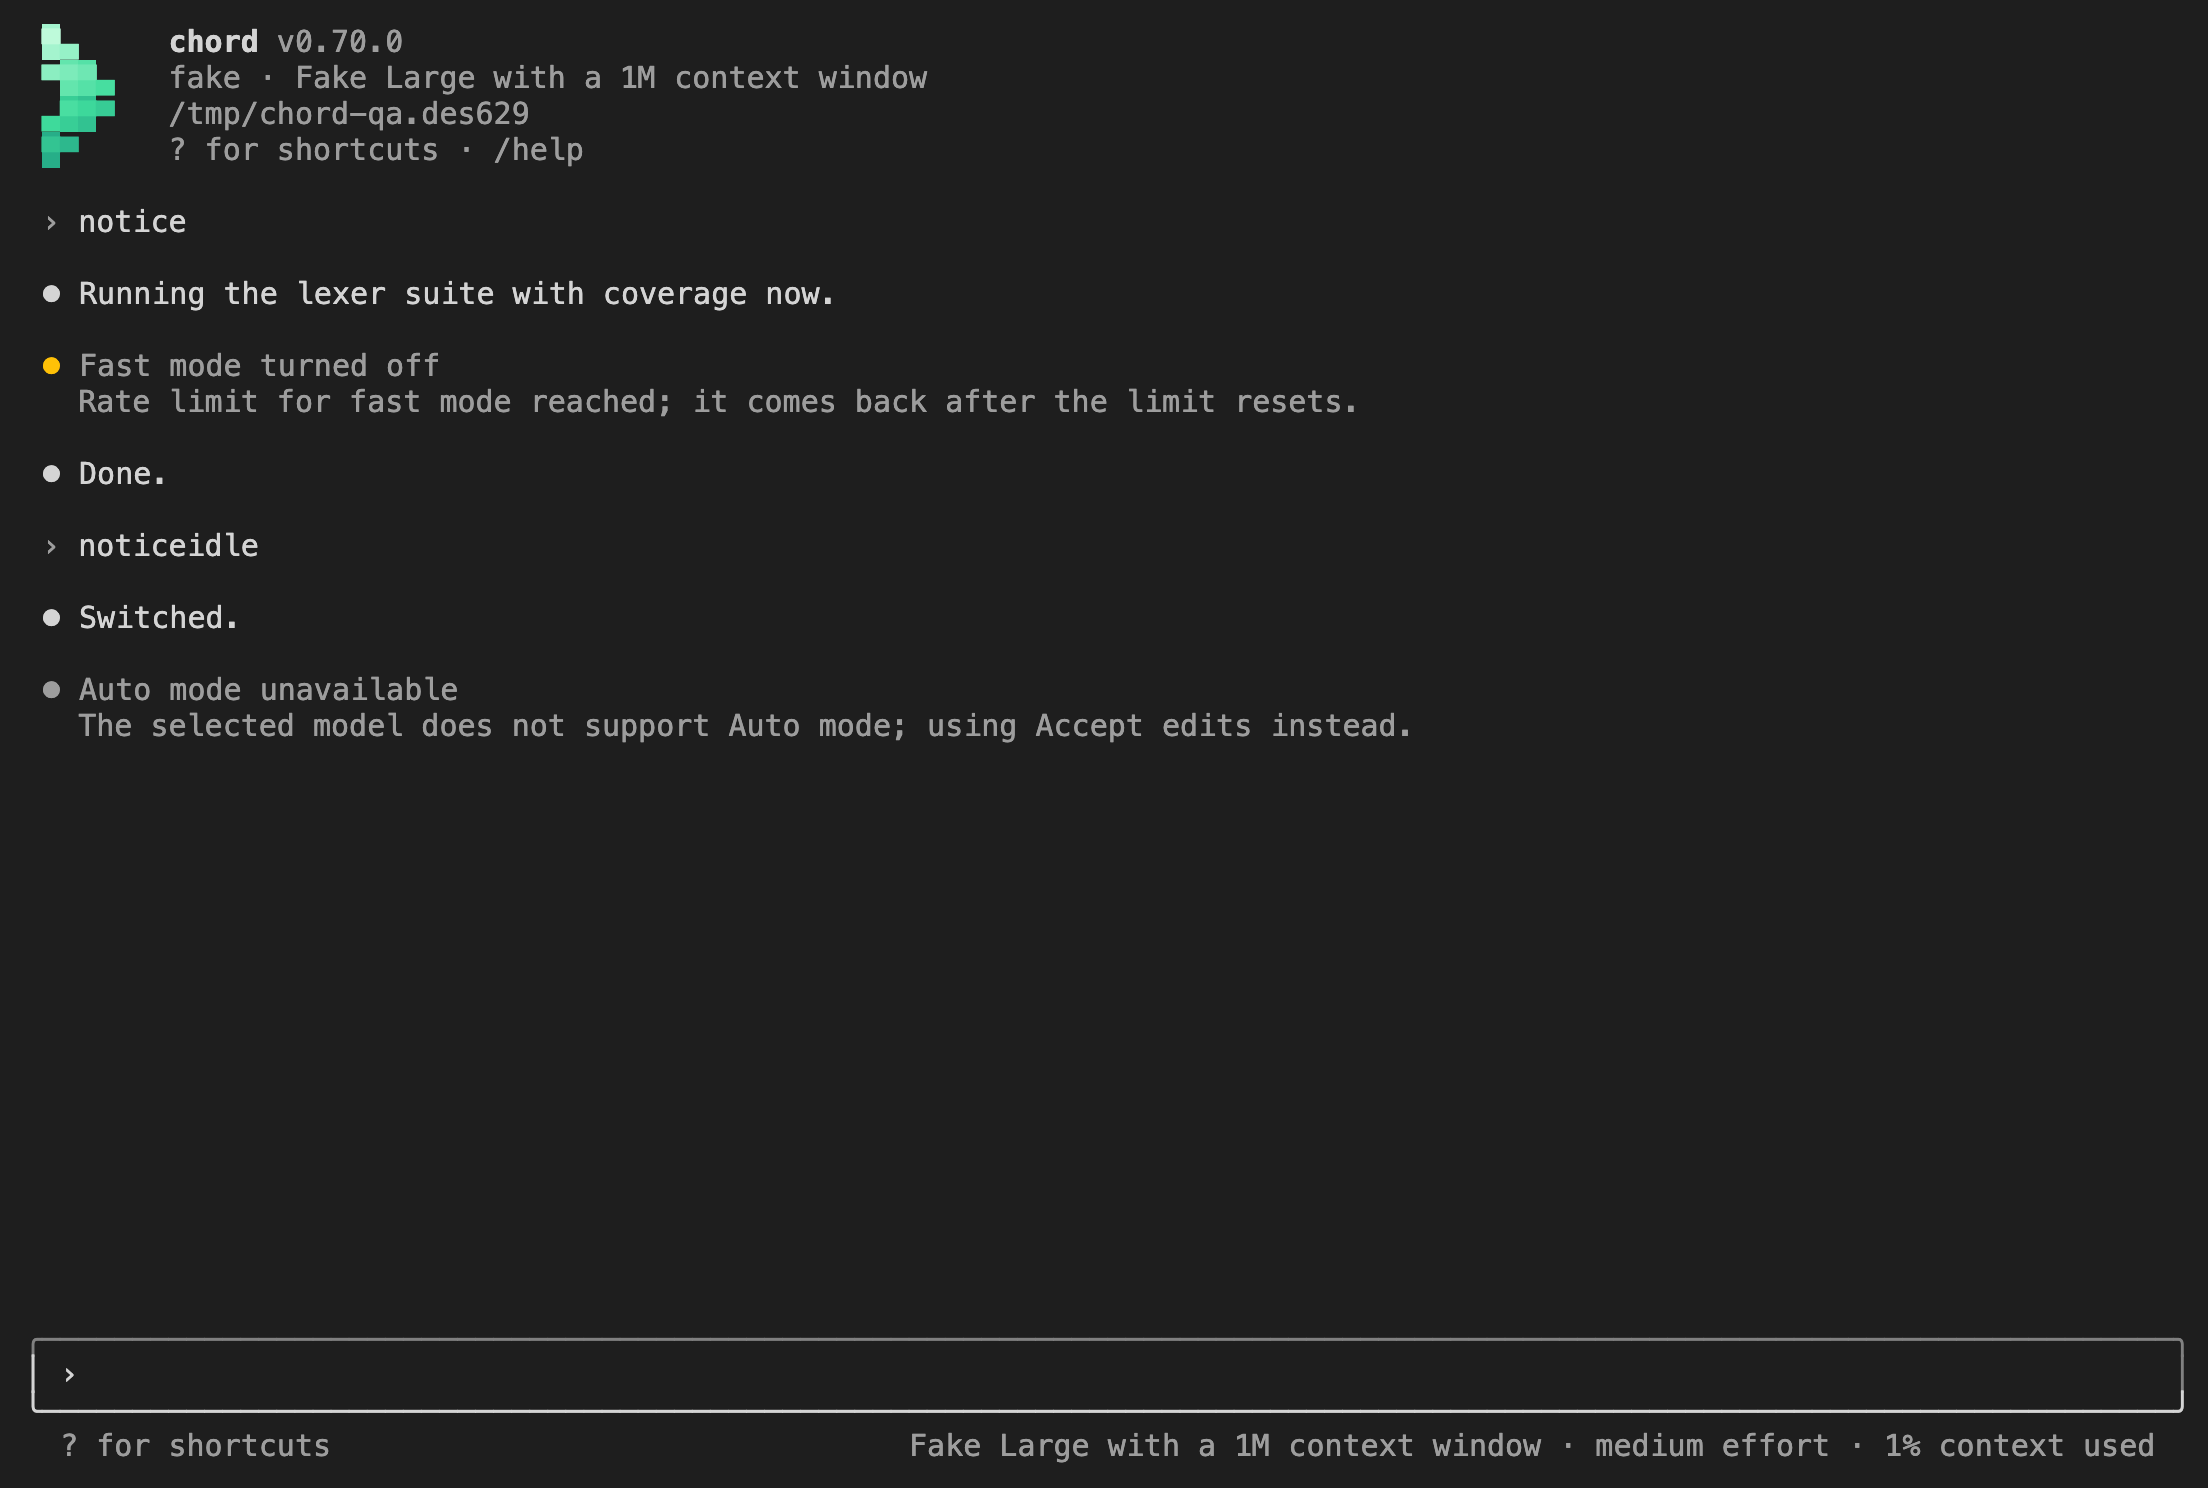 chord v0.70.0
fake · Fake Large with a 1M context window
/tmp/chord-qa.des629
? for shortcuts · /help
› notice
● Running the lexer suite with coverage now.
● Fast mode turned off
Rate limit for fast mode reached; it comes back after the limit resets.
● Done.
› noticeidle
● Switched.
● Auto mode unavailable
The selected model does not support Auto mode; using Accept edits instead.
›
? for shortcuts Fake Large with a 1M context window · medium effort · 1% context used